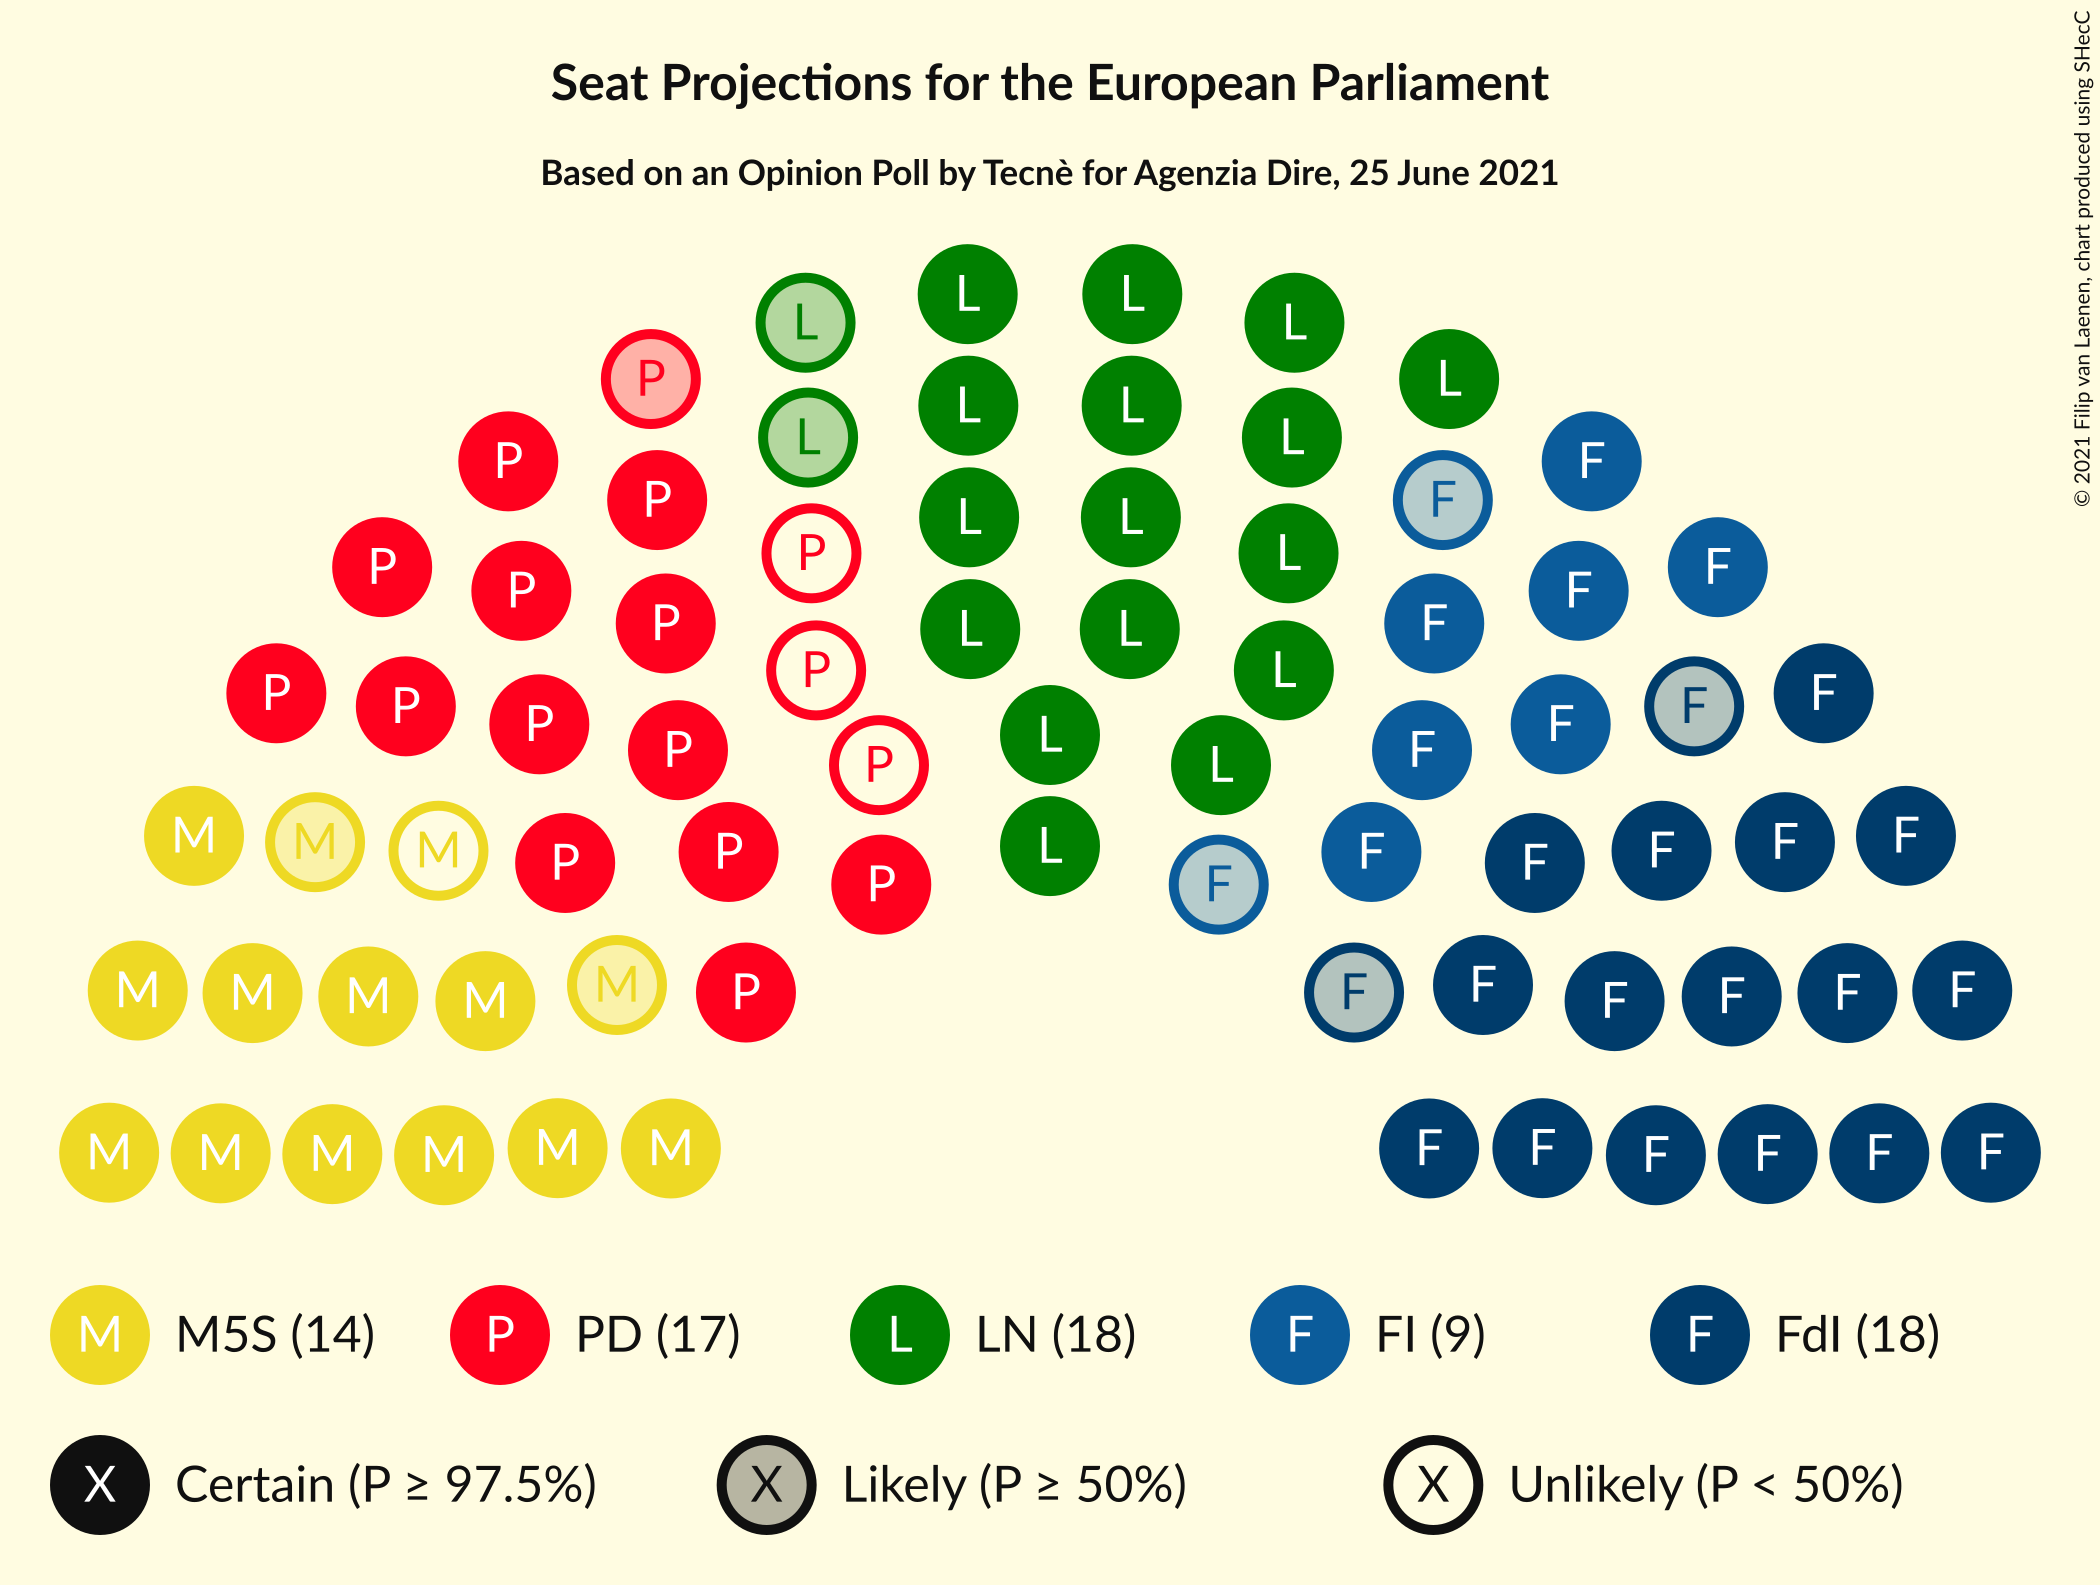 Seat Projections for the European Parliament
Based on an Opinion Poll by Tecnè for Agenzia Dire, 25 June 2021
© 2021 Filip van Laenen, chart produced using SHecC
L L L L
P L P L
P L L L L F
P P P L L L F F
P P L L L F F
P P P P P L L F F F F
P L P L F
M M M P P P L F F F F F F
M M M M M P F F F F F F
M M M M M M F F F F F F
M M5S (14) P PD (17) L LN (18) F FI (9) F FdI (18)
X Certain (P ≥ 97.5%) X Likely (P ≥ 50%) X Unlikely (P < 50%)